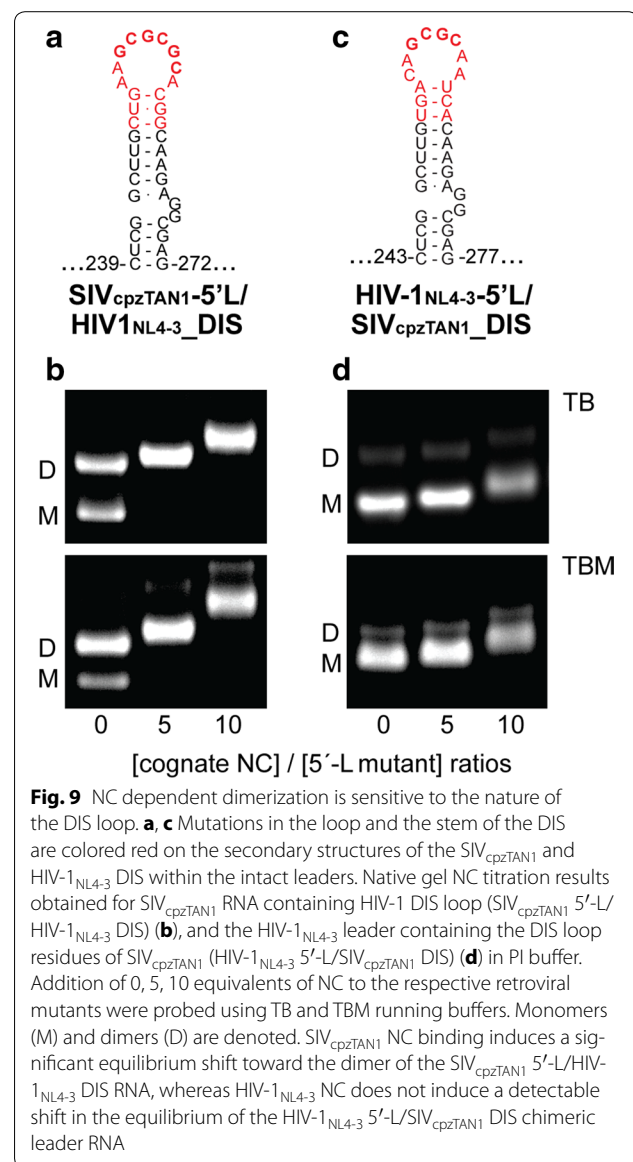 a
C G C G
G C
A A
A
G - C
U · G
C - G
G - C
U - A
U - A
C - G
G · A
G
G
G - C
C - G
U - A
...239-C - G-272...
SIVcpzTAN1-5'L/
HIV1NL4-3_DIS
c
C G
G C
A A
C A
A - U
G - C
U - A
G - C
U - A
U - A
C - G
G · A
G
G
G - C
C - G
U - A
...243-C - G-277...
HIV-1NL4-3-5'L/
SIVcpzTAN1_DIS
b
D
M
D
M
0 5 10
d
TB
D
M
TBM
D
M
0 5 10
[cognate NC] / [5´-L mutant] ratios
Fig. 9 NC dependent dimerization is sensitive to the nature of
the DIS loop. a, c Mutations in the loop and the stem of the DIS
are colored red on the secondary structures of the SIVcpzTAN1 and
HIV-1NL4-3 DIS within the intact leaders. Native gel NC titration results
obtained for SIVcpzTAN1 RNA containing HIV-1 DIS loop (SIVcpzTAN1 5′-L/
HIV-1NL4-3 DIS) (b), and the HIV-1NL4-3 leader containing the DIS loop
residues of SIVcpzTAN1 (HIV-1NL4-3 5′-L/SIVcpzTAN1 DIS) (d) in PI buffer.
Addition of 0, 5, 10 equivalents of NC to the respective retroviral
mutants were probed using TB and TBM running buffers. Monomers
(M) and dimers (D) are denoted. SIVcpzTAN1 NC binding induces a sig-
nificant equilibrium shift toward the dimer of the SIVcpzTAN1 5′-L/HIV-
1NL4-3 DIS RNA, whereas HIV-1NL4-3 NC does not induce a detectable
shift in the equilibrium of the HIV-1NL4-3 5′-L/SIVcpzTAN1 DIS chimeric
leader RNA